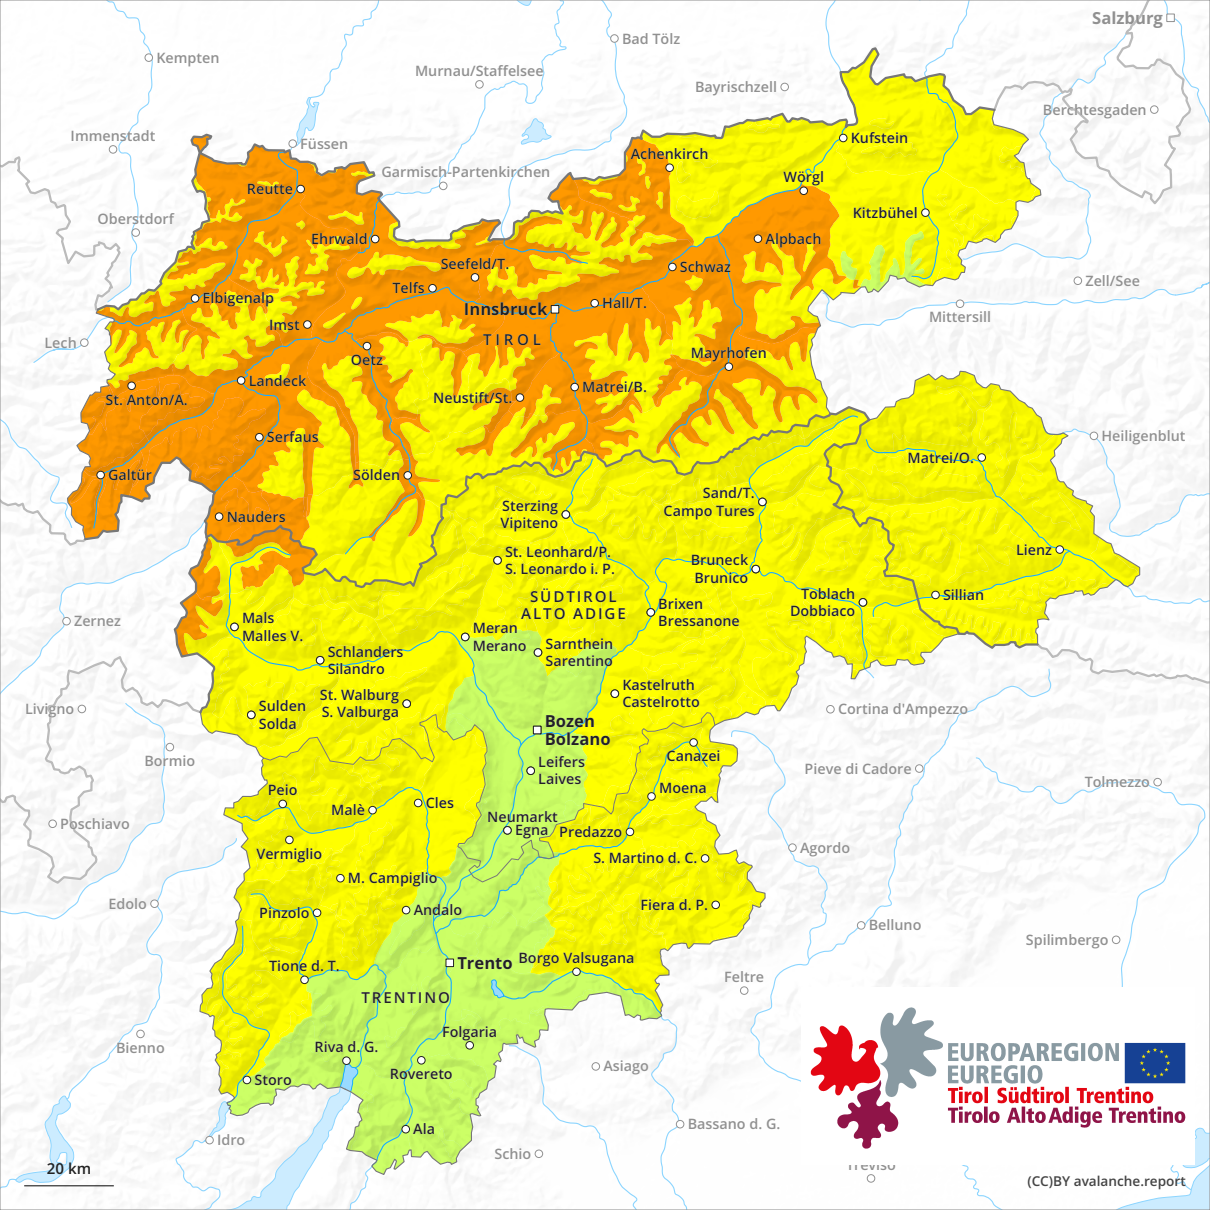 Salzburg
Bad Tölz
Kempten
Murnau/Staffelsee
Bayrischzell
Berchtesgaden
Immenstadt
Füssen
Kufstein
Achenkirch
Garmisch-Partenkirchen
Wörgl
Reutte
Oberstdorf
Kitzbühel
Ehrwald
Alpbach
Seefeld/T.
Schwaz
Zell/See
Telfs
Elbigenalp
Hall/T.
Innsbruck
Mittersill
Imst
TIROL
Lech
Oetz
Mayrhofen
Landeck
Matrei/B.
St. Anton/A.
Neustift/St.
Serfaus
Heiligenblut
Matrei/O.
Galtür
Sölden
Sand/T.
Campo Tures
Sterzing
Vipiteno
Nauders
Lienz
St. Leonhard/P.
S. Leonardo i. P.
Bruneck
Brunico
SÜDTIROL
ALTO ADIGE
Toblach
Dobbiaco
Sillian
Brixen
Bressanone
Zernez
Mals
Malles V.
Meran
Merano
Sarnthein
Sarentino
Schlanders
Silandro
Kastelruth
Castelrotto
St. Walburg
S. Valburga
Livigno
Sulden
Solda
Cortina d'Ampezzo
Bozen
Bolzano
Canazei
Bormio
Leifers
Laives
Pieve di Cadore
Tolmezzo
Peio
Moena
Malè
Cles
Poschiavo
Neumarkt
Egna
Predazzo
Vermiglio
Agordo
S. Martino d. C.
M. Campiglio
Edolo
Fiera d. P.
Pinzolo
Andalo
Belluno
Spilimbergo
Borgo Valsugana
Trento
Tione d. T.
Feltre
TRENTINO
Folgaria
Bienno
Riva d. G.
EUROPAREGION
EUREGIO
Tirol Südtirol Trentino
Tirolo Alto Adige Trentino
Asiago
Rovereto
Storo
Bassano d. G.
Ala
Idro
Schio
Treviso
20 km
(CC)BY avalanche.report